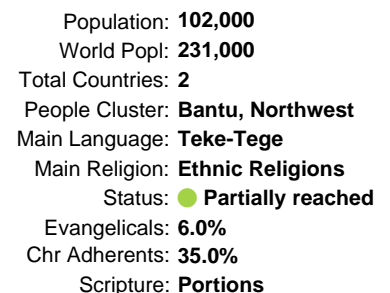 Population: 102,000
World Popl: 231,000
Total Countries: 2
People Cluster: Bantu, Northwest
Main Language: Teke-Tege
Main Religion: Ethnic Religions
Status: Partially reached
Evangelicals: 6.0%
Chr Adherents: 35.0%
Scripture: Portions